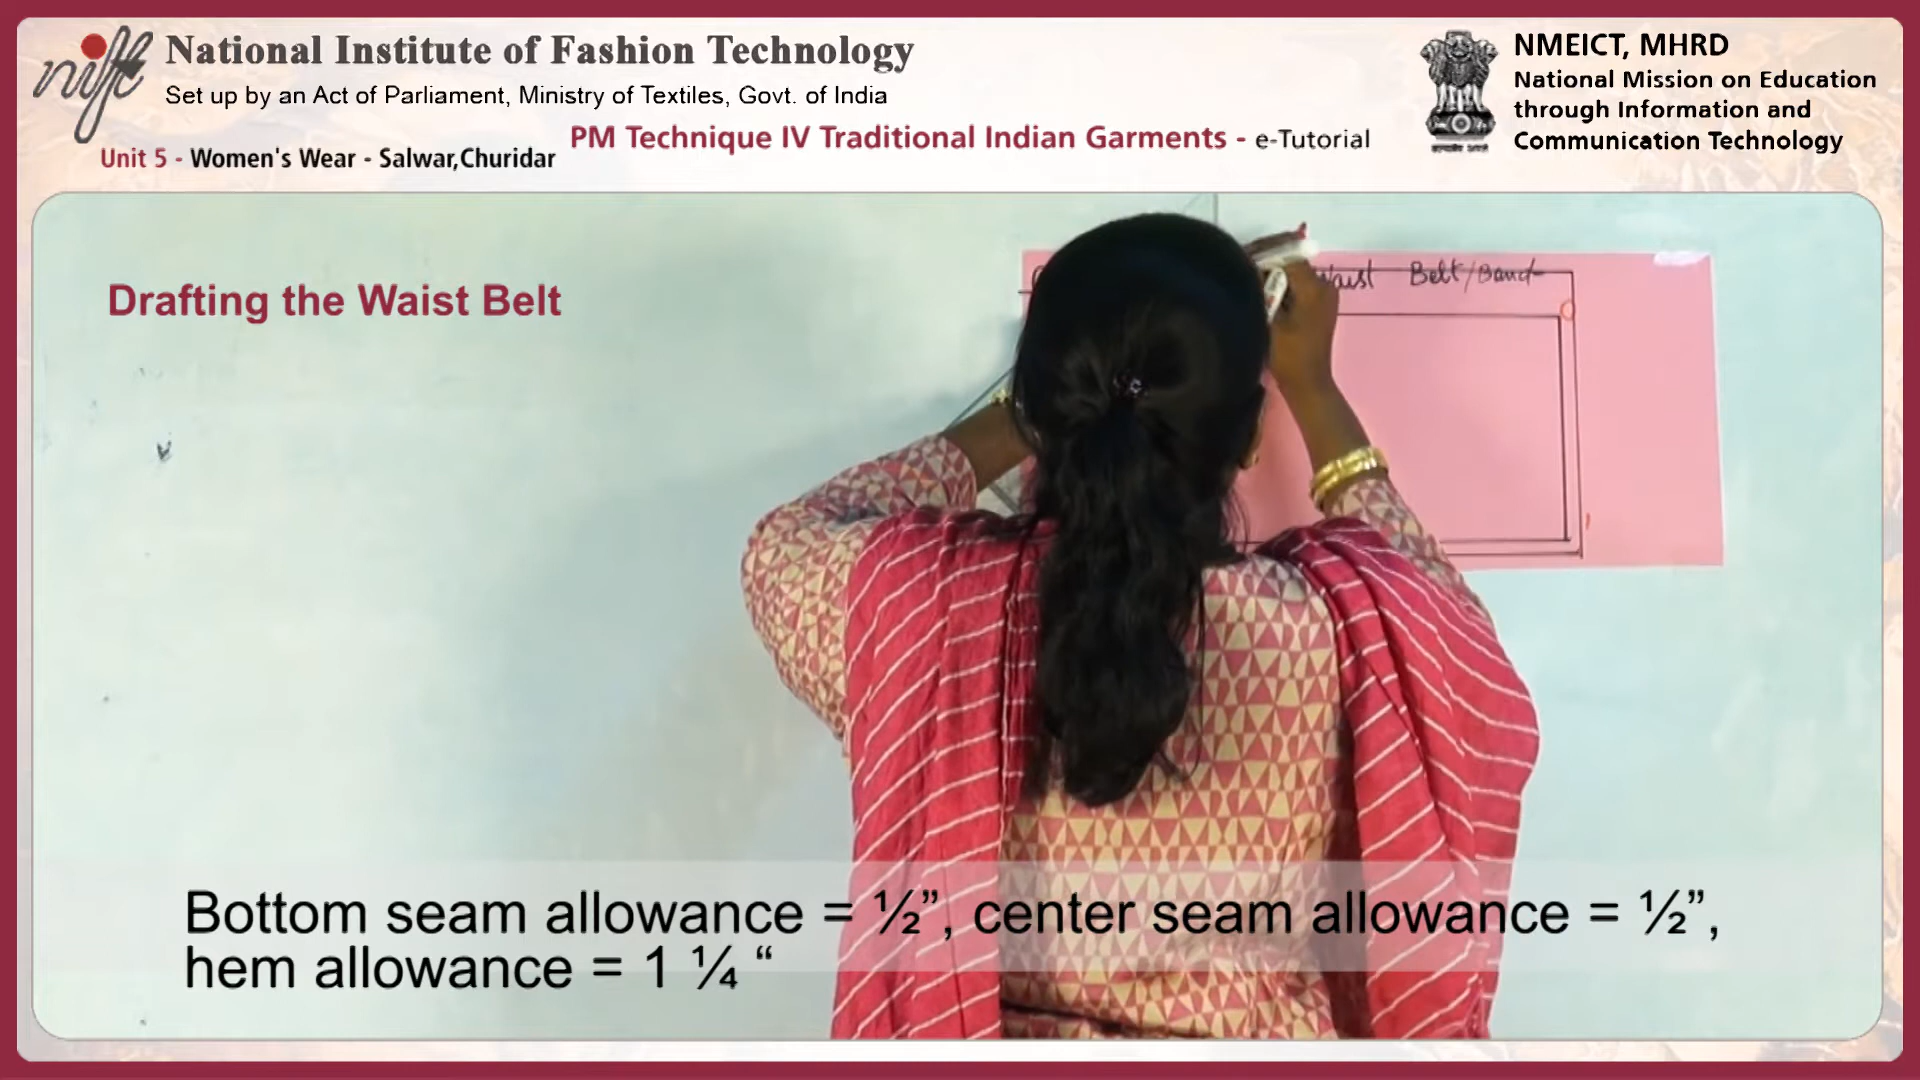 nift
National Institute of Fashion Technology
Set up by an Act of Parliament, Ministry of Textiles, Govt. of India
PM Technique IV Traditional Indian Garments - e-Tutorial
Unit 5 - Women's Wear - Salwar,Churidar
NMEICT, MHRD
National Mission on Education
through Information and
Communication Technology
Drafting the Waist Belt
Waist Belt/Band
Bottom seam allowance = ½”, center seam allowance = ½”,
hem allowance = 1 ¼ “